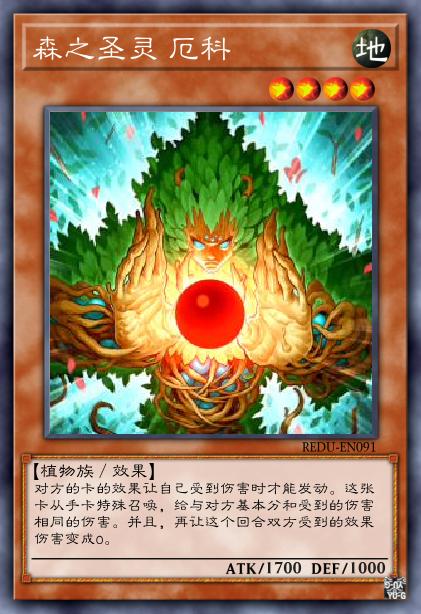 森之圣灵 厄科
地
REDU-EN091
【植物族／效果】
对方的卡的效果让自己受到伤害时才能发动。这张
卡从手卡特殊召唤，给与对方基本分和受到的伤害
相同的伤害。并且，再让这个回合双方受到的效果
伤害变成0。
ATK/1700 DEF/1000